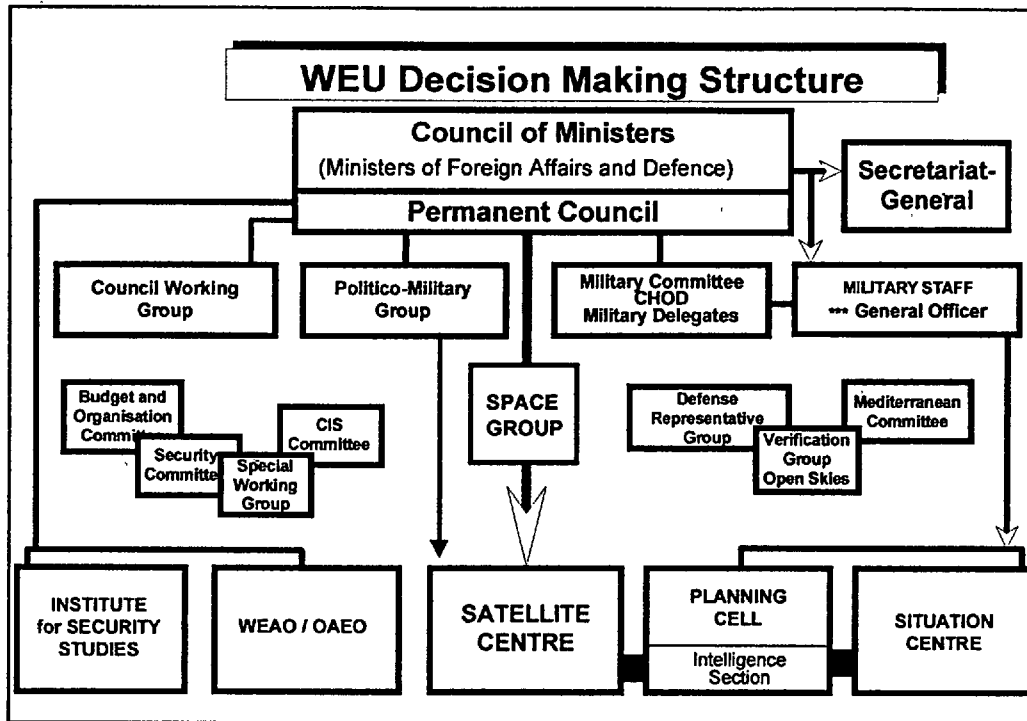 WEU Decision Making Structure
Council of Ministers
(Ministers of Foreign Affairs and Defence)
Permanent Council
Secretariat-
General
Council Working
Group
Politico-Military
Group
Military Committee
CHOD
Military Delegates
MILITARY STAFF
*** General Officer
Budget and
Organisation
Committe
Security
Committe
Special
Working
Group
CIS
Committee
SPACE
GROUP
Defense
Representative
Group
Verification
Group
Open Skies
Mediterranean
Committee
INSTITUTE
for SECURITY
STUDIES
WEAO / OAEO
SATELLITE
CENTRE
PLANNING
CELL
Intelligence
Section
SITUATION
CENTRE